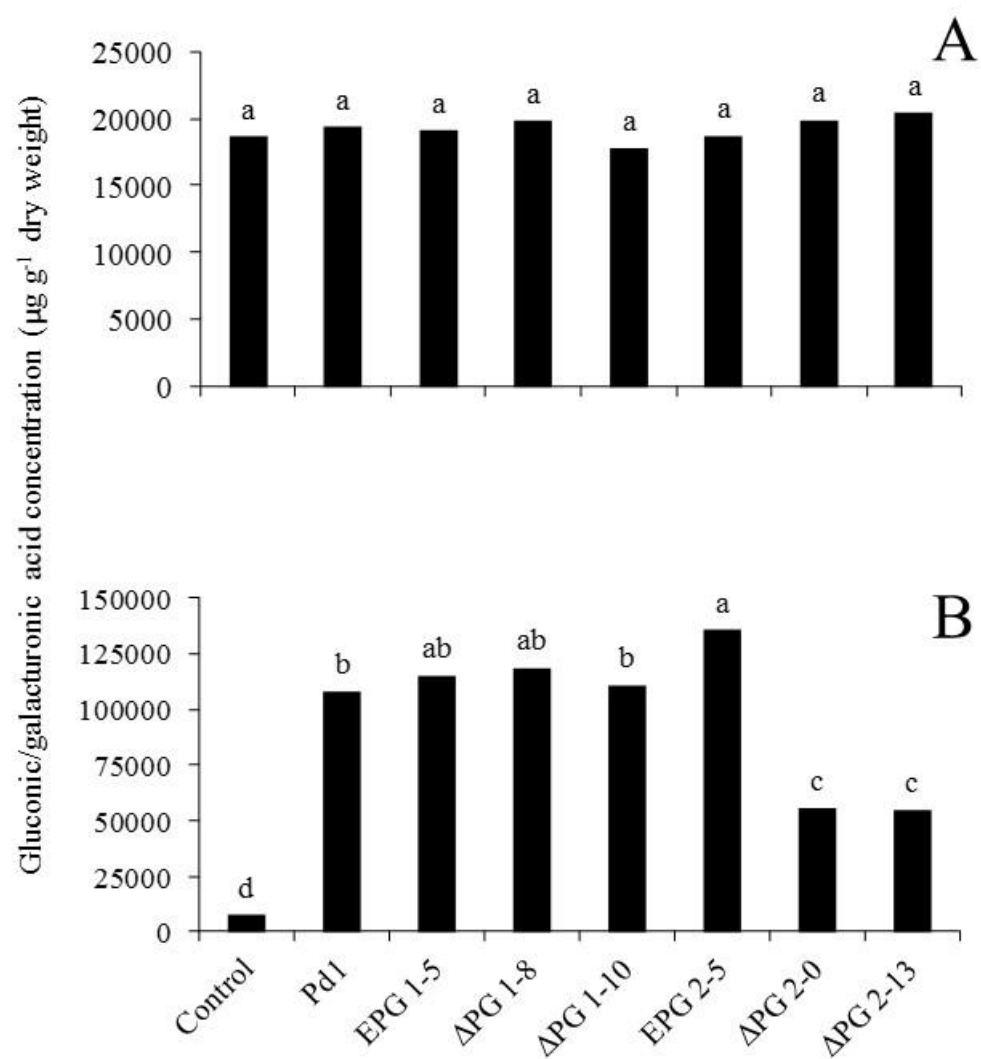 A
Gluconic/galacturonic acid concentration (µg g-1 dry weight)
25000
20000
15000
10000
5000
0
a a a a a a a a
B
150000
125000
100000
75000
50000
25000
0
d b ab ab b a c c
Control Pd1 EPG 1-5 ΔPG 1-8 ΔPG 1-10 EPG 2-5 ΔPG 2-0 ΔPG 2-13